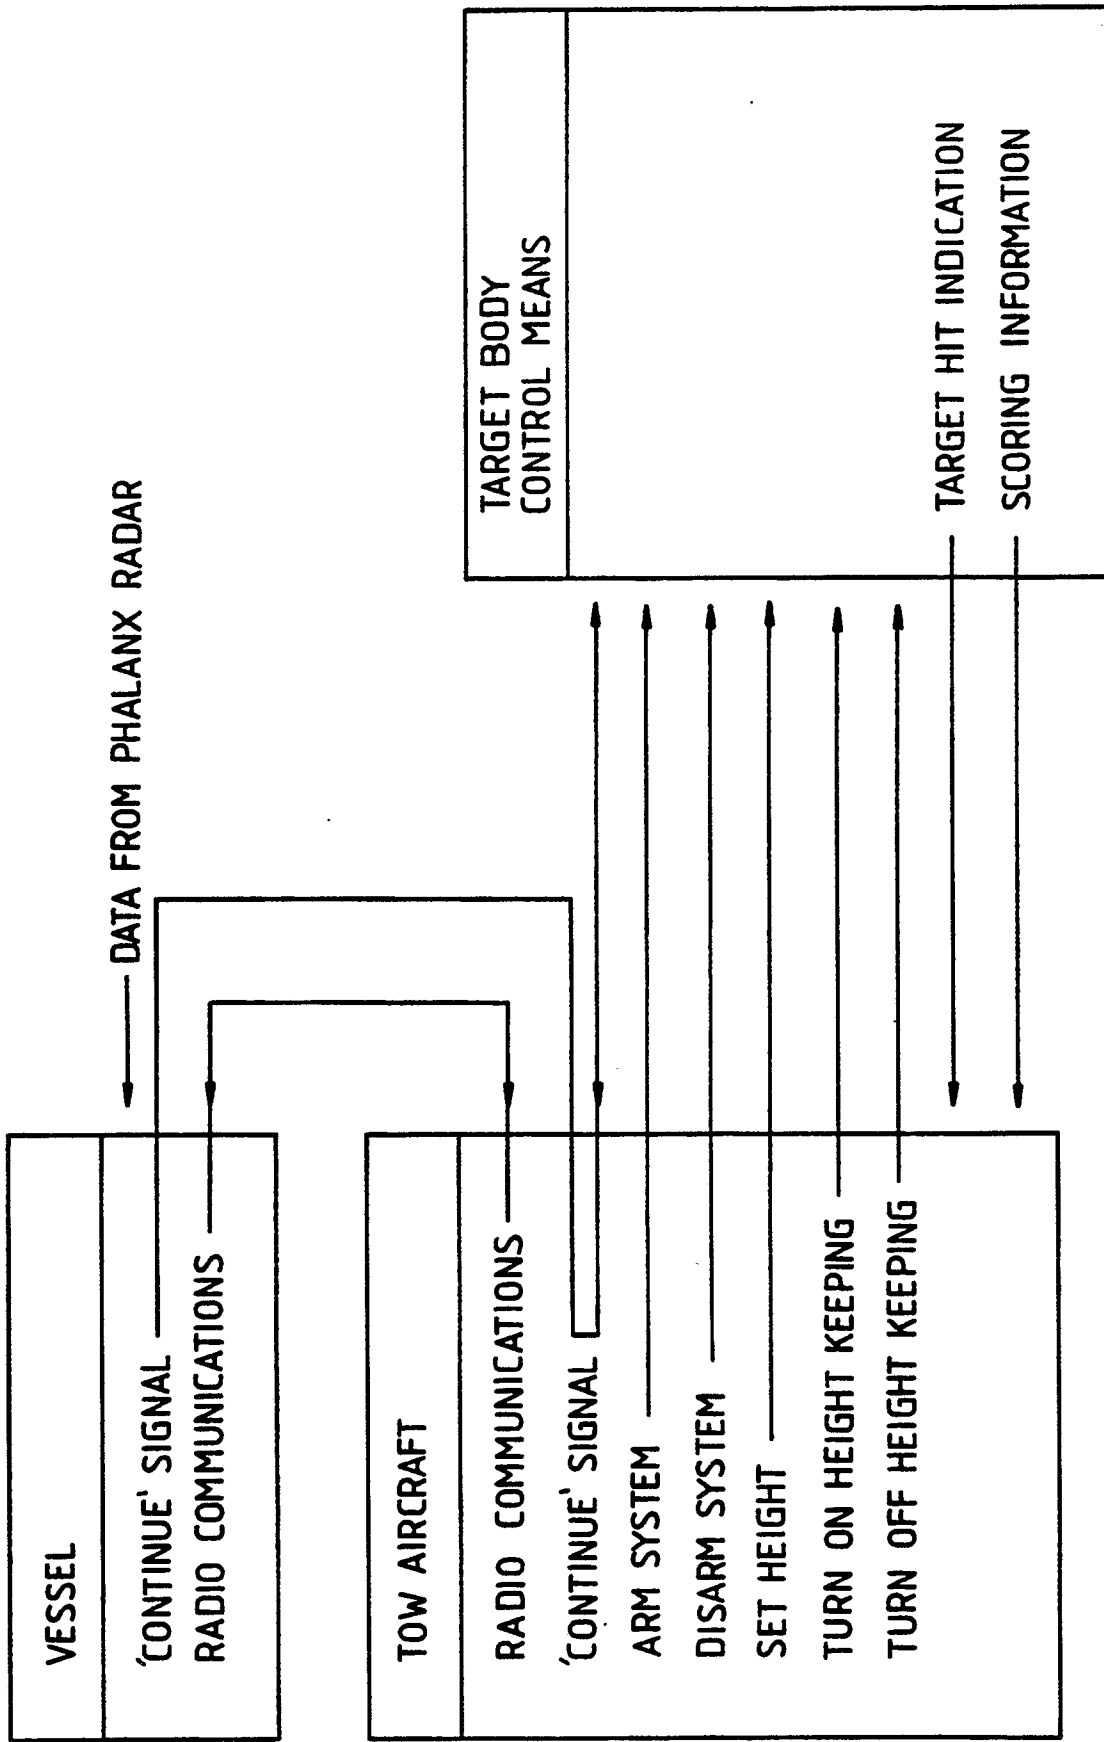 VESSEL
'CONTINUE' SIGNAL
RADIO COMMUNICATIONS
DATA FROM PHALANX RADAR
TOW AIRCRAFT
RADIO COMMUNICATIONS
'CONTINUE' SIGNAL
ARM SYSTEM
DISARM SYSTEM
SET HEIGHT
TURN ON HEIGHT KEEPING
TURN OFF HEIGHT KEEPING
TARGET BODY
CONTROL MEANS
TARGET HIT INDICATION
SCORING INFORMATION